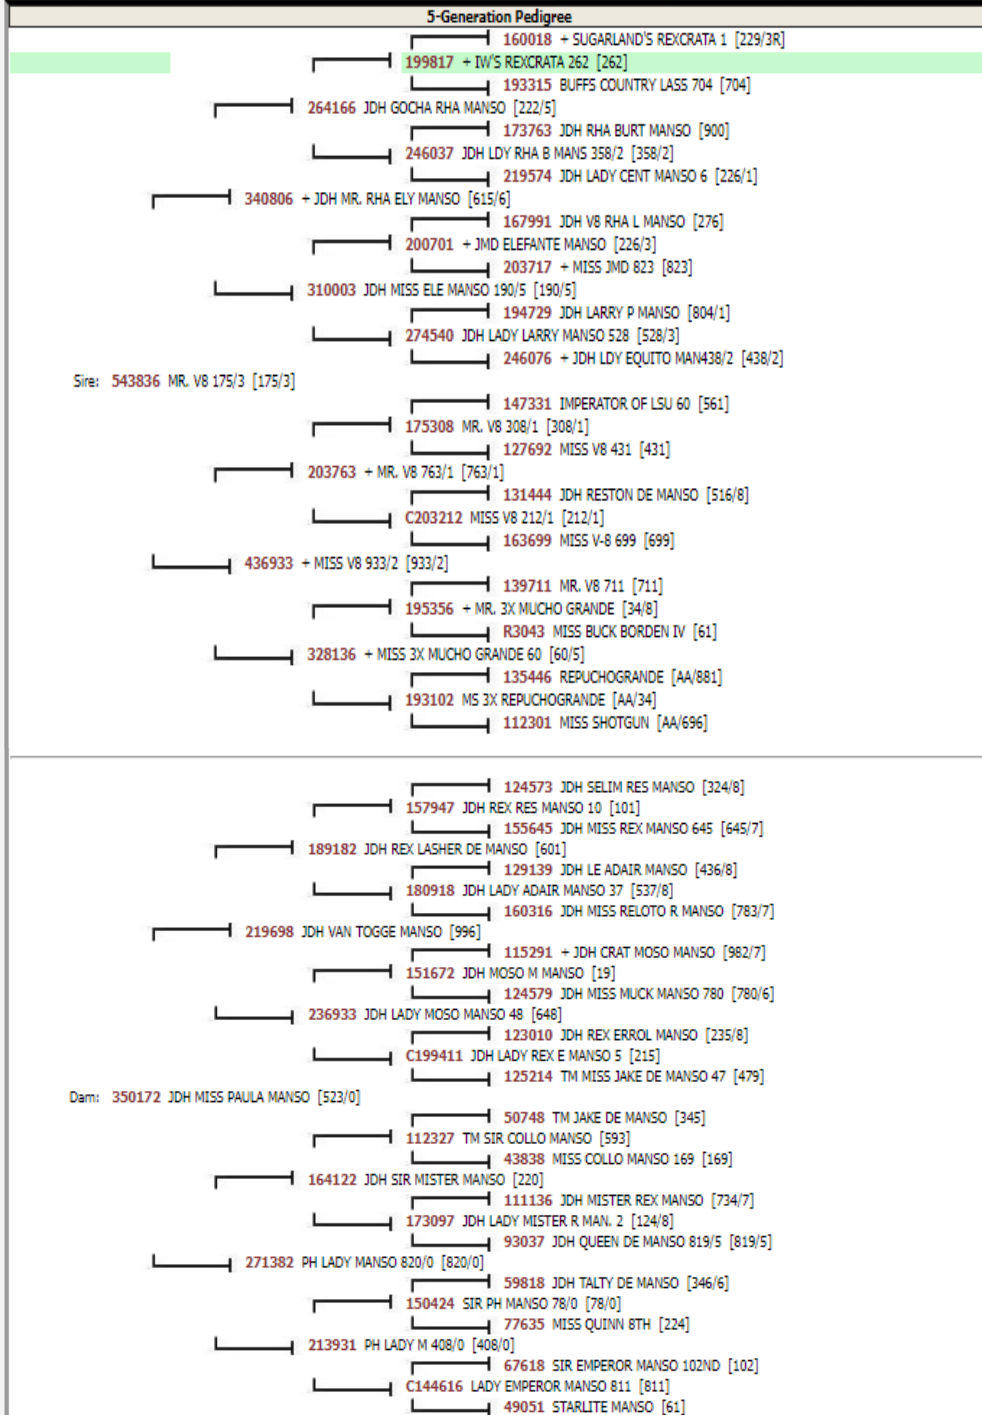 5-Generation Pedigree
160018 + SUGARLAND'S REXCRATA 1 [229/3R]
199817 + IW'S REXCRATA 262 [262]
193315 BUFFS COUNTRY LASS 704 [704]
264166 JDH GOCHA RHA MANSO [222/5]
173763 JDH RHA BURT MANSO [900]
246037 JDH LDY RHA B MANS 358/2 [358/2]
219574 JDH LADY CENT MANSO 6 [226/1]
340806 + JDH MR. RHA ELY MANSO [615/6]
167991 JDH V8 RHA L MANSO [276]
200701 + JMD ELEFANTE MANSO [226/3]
203717 + MISS JMD 823 [823]
310003 JDH MISS ELE MANSO 190/5 [190/5]
194729 JDH LARRY P MANSO [804/1]
274540 JDH LADY LARRY MANSO 528 [528/3]
246076 + JDH LDY EQUITO MAN438/2 [438/2]
Sire: 543836 MR. V8 175/3 [175/3]
147331 IMPERATOR OF LSU 60 [561]
175308 MR. V8 308/1 [308/1]
127692 MISS V8 431 [431]
203763 + MR. V8 763/1 [763/1]
131444 JDH RESTON DE MANSO [516/8]
C203212 MISS V8 212/1 [212/1]
163699 MISS V-8 699 [699]
436933 + MISS V8 933/2 [933/2]
139711 MR. V8 711 [711]
195356 + MR. 3X MUCHO GRANDE [34/8]
R3043 MISS BUCK BORDEN IV [61]
328136 + MISS 3X MUCHO GRANDE 60 [60/5]
135446 REPUCHOGRANDE [AA/881]
193102 MS 3X REPUCHOGRANDE [AA/34]
112301 MISS SHOTGUN [AA/696]
124573 JDH SELIM RES MANSO [324/8]
157947 JDH REX RES MANSO 10 [101]
155645 JDH MISS REX MANSO 645 [645/7]
189182 JDH REX LASHER DE MANSO [601]
129139 JDH LE ADAIR MANSO [436/8]
180918 JDH LADY ADAIR MANSO 37 [537/8]
160316 JDH MISS RELOTO R MANSO [783/7]
219698 JDH VAN TOGGE MANSO [996]
115291 + JDH CRAT MOSO MANSO [982/7]
151672 JDH MOSO M MANSO [19]
124579 JDH MISS MUCK MANSO 780 [780/6]
236933 JDH LADY MOSO MANSO 48 [648]
123010 JDH REX ERROL MANSO [235/8]
C199411 JDH LADY REX E MANSO 5 [215]
125214 TM MISS JAKE DE MANSO 47 [479]
Dam: 350172 JDH MISS PAULA MANSO [523/0]
50748 TM JAKE DE MANSO [345]
112327 TM SIR COLLO MANSO [593]
43838 MISS COLLO MANSO 169 [169]
164122 JDH SIR MISTER MANSO [220]
111136 JDH MISTER REX MANSO [734/7]
173097 JDH LADY MISTER R MAN. 2 [124/8]
93037 JDH QUEEN DE MANSO 819/5 [819/5]
271382 PH LADY MANSO 820/0 [820/0]
59818 JDH TALTY DE MANSO [346/6]
150424 SIR PH MANSO 78/0 [78/0]
77635 MISS QUINN 8TH [224]
213931 PH LADY M 408/0 [408/0]
67618 SIR EMPEROR MANSO 102ND [102]
C144616 LADY EMPEROR MANSO 811 [811]
49051 STARLITE MANSO [61]